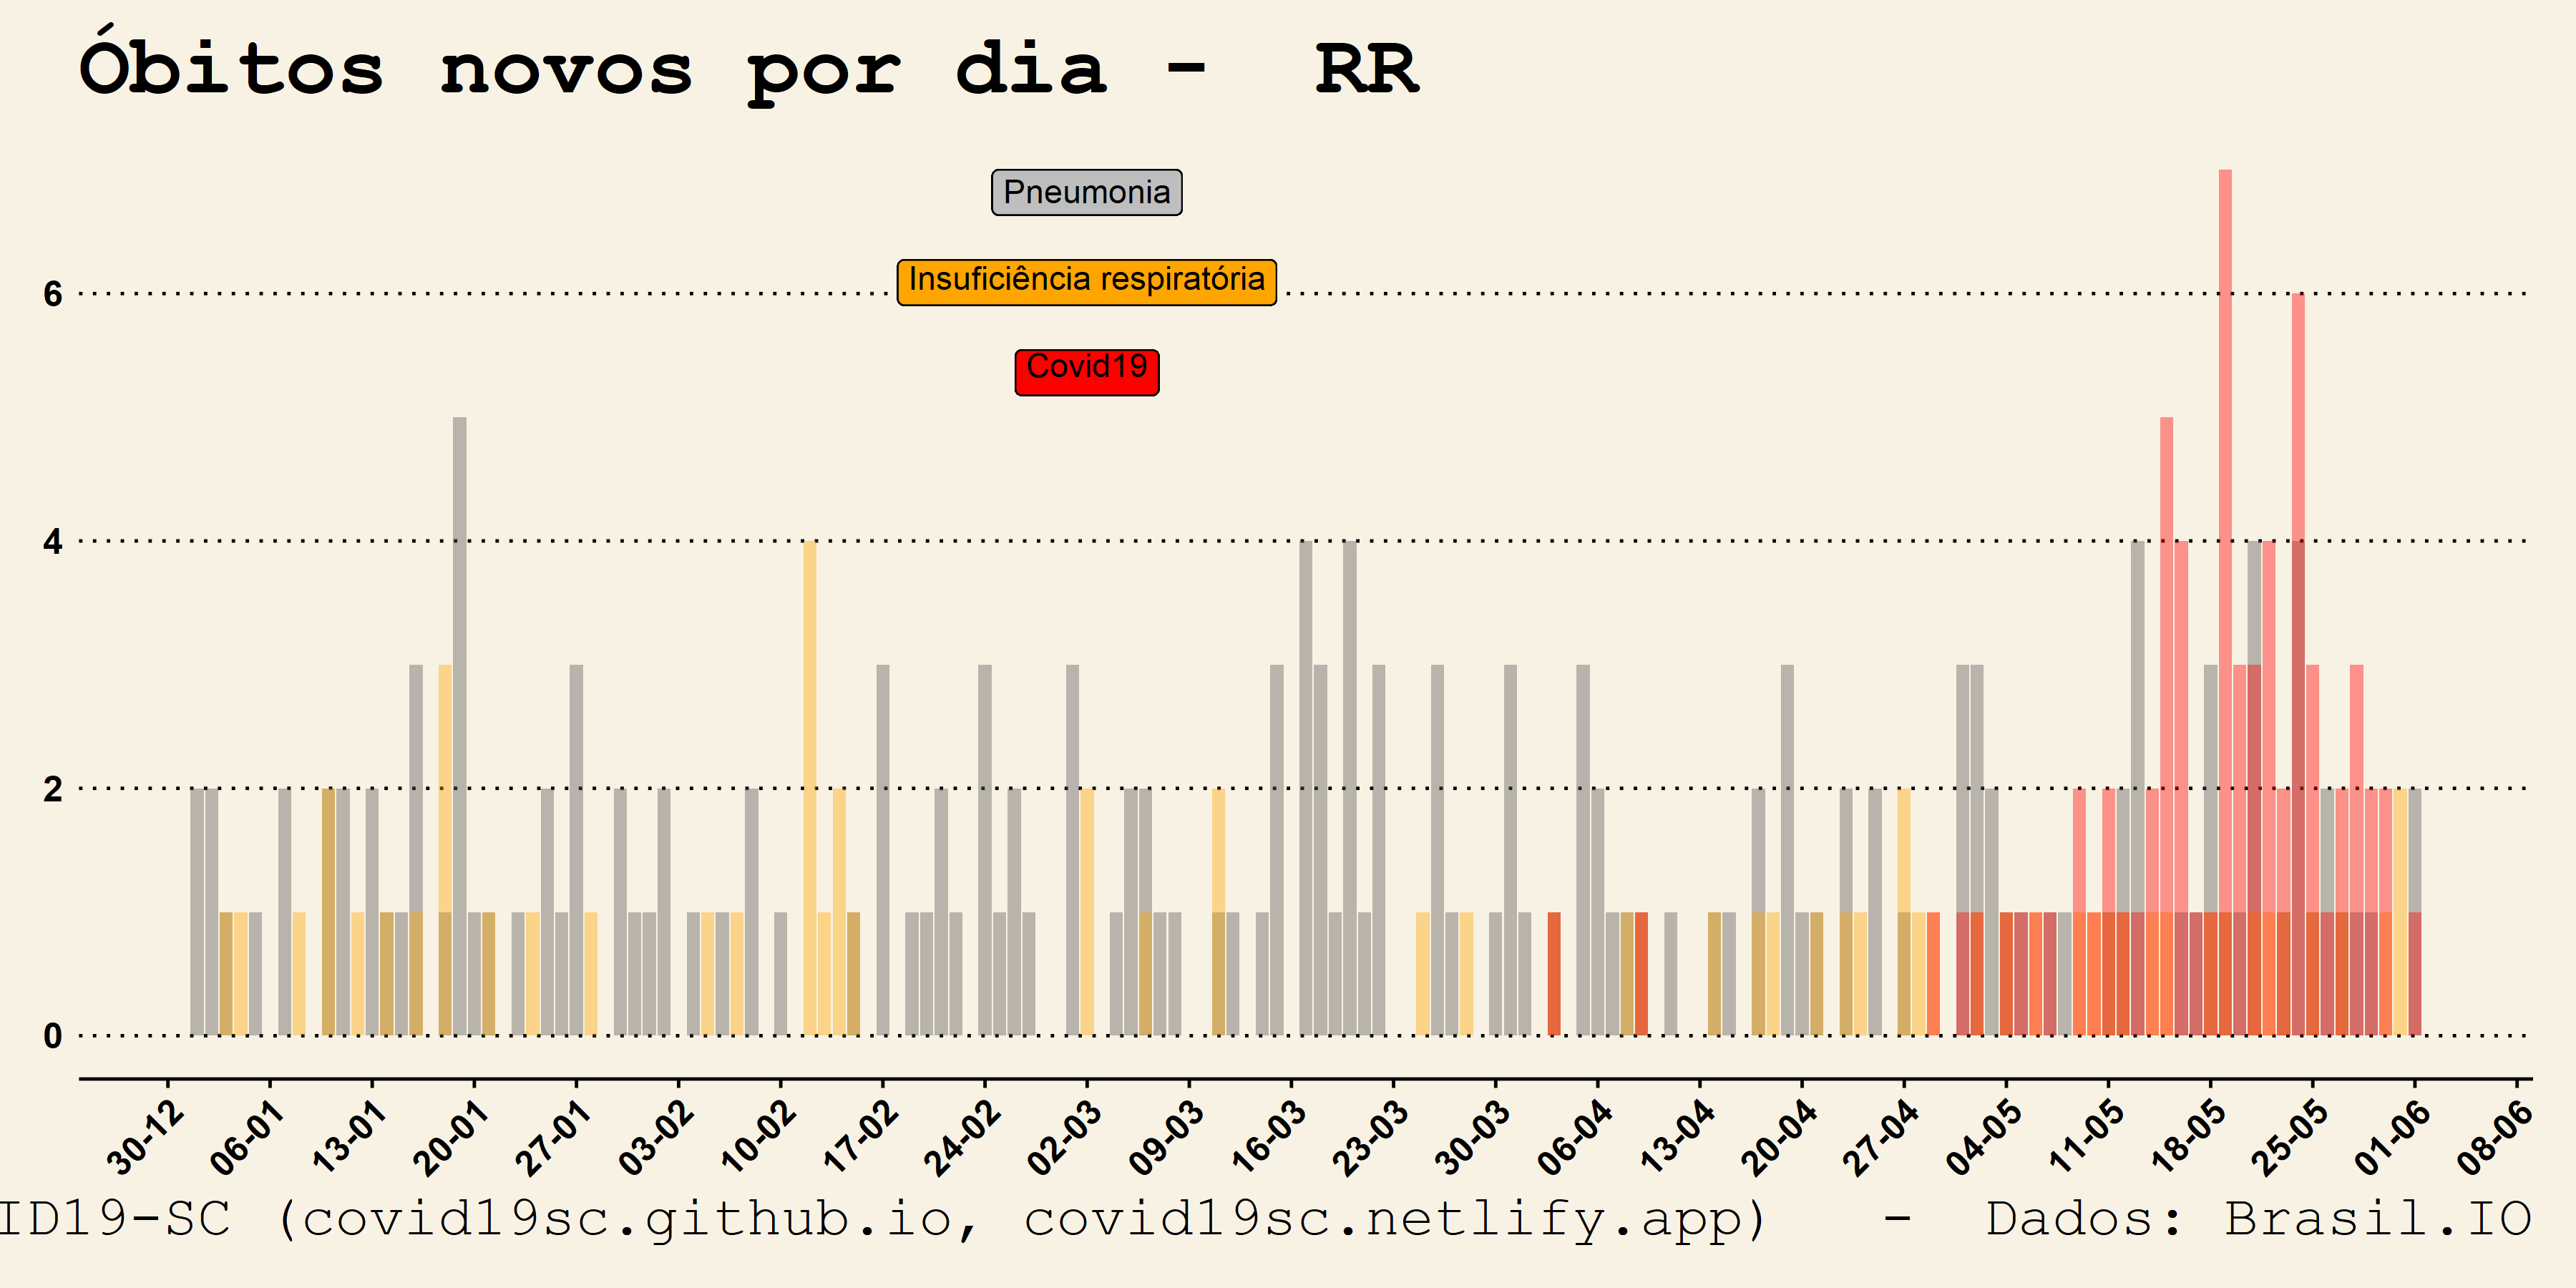 Óbitos novos por dia - RR
Pneumonia
Insuficiência respiratória
Covid19
6
4
2
0
30-12 06-01 13-01 20-01 27-01 03-02 10-02 17-02 24-02 02-03 09-03 16-03 23-03 30-03 06-04 13-04 20-04 27-04 04-05 11-05 18-05 25-05 01-06 08-06
ID19-SC (covid19sc.github.io, covid19sc.netlify.app) - Dados: Brasil.IO